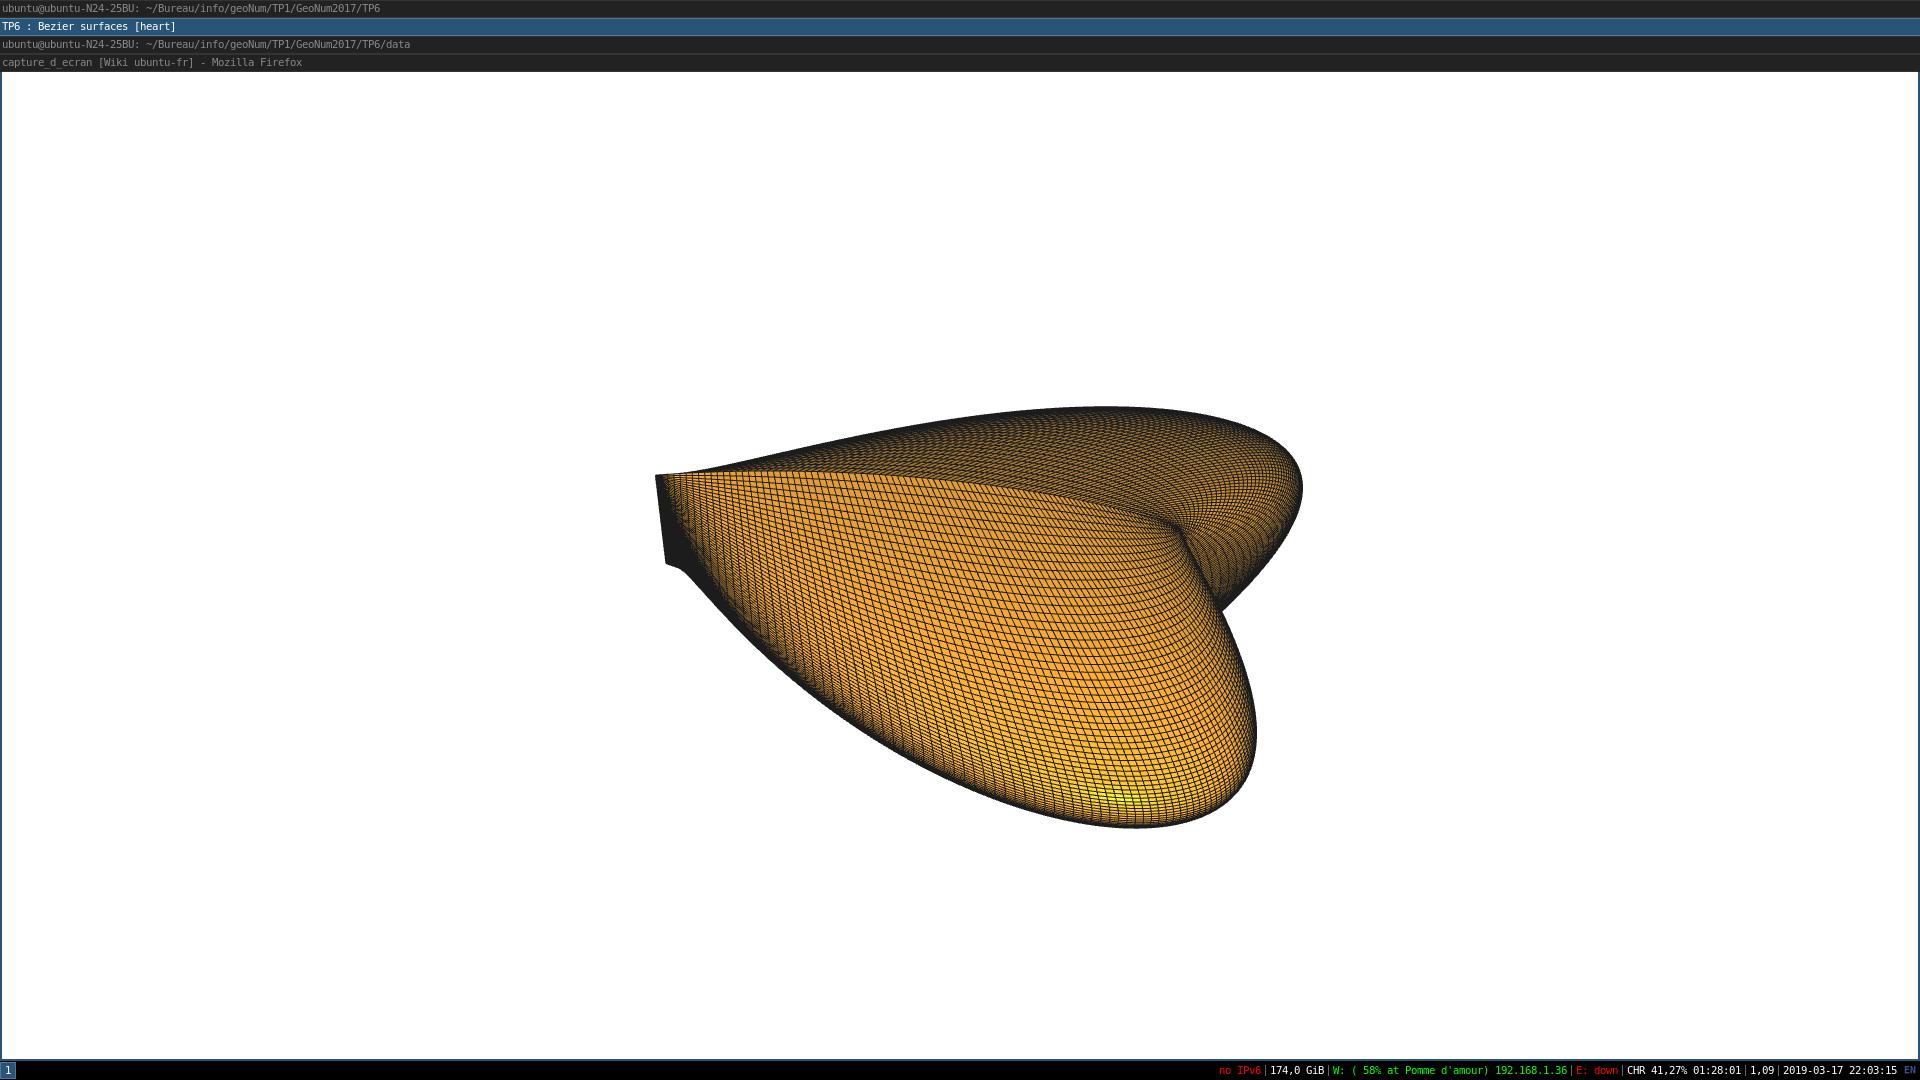 ubuntu@ubuntu-N24-25BU: ~/Bureau/info/geoNum/TP1/GeoNum2017/TP6
TP6 : Bezier surfaces [heart]
ubuntu@ubuntu-N24-25BU: ~/Bureau/info/geoNum/TP1/GeoNum2017/TP6/data
capture_d_ecran [Wiki ubuntu-fr] - Mozilla Firefox
1 no IPv6|174,0 GiB|W: ( 58% at Pomme d'amour) 192.168.1.36|E: down|CHR 41,27% 01:28:01|1,09|2019-03-17 22:03:15 EN